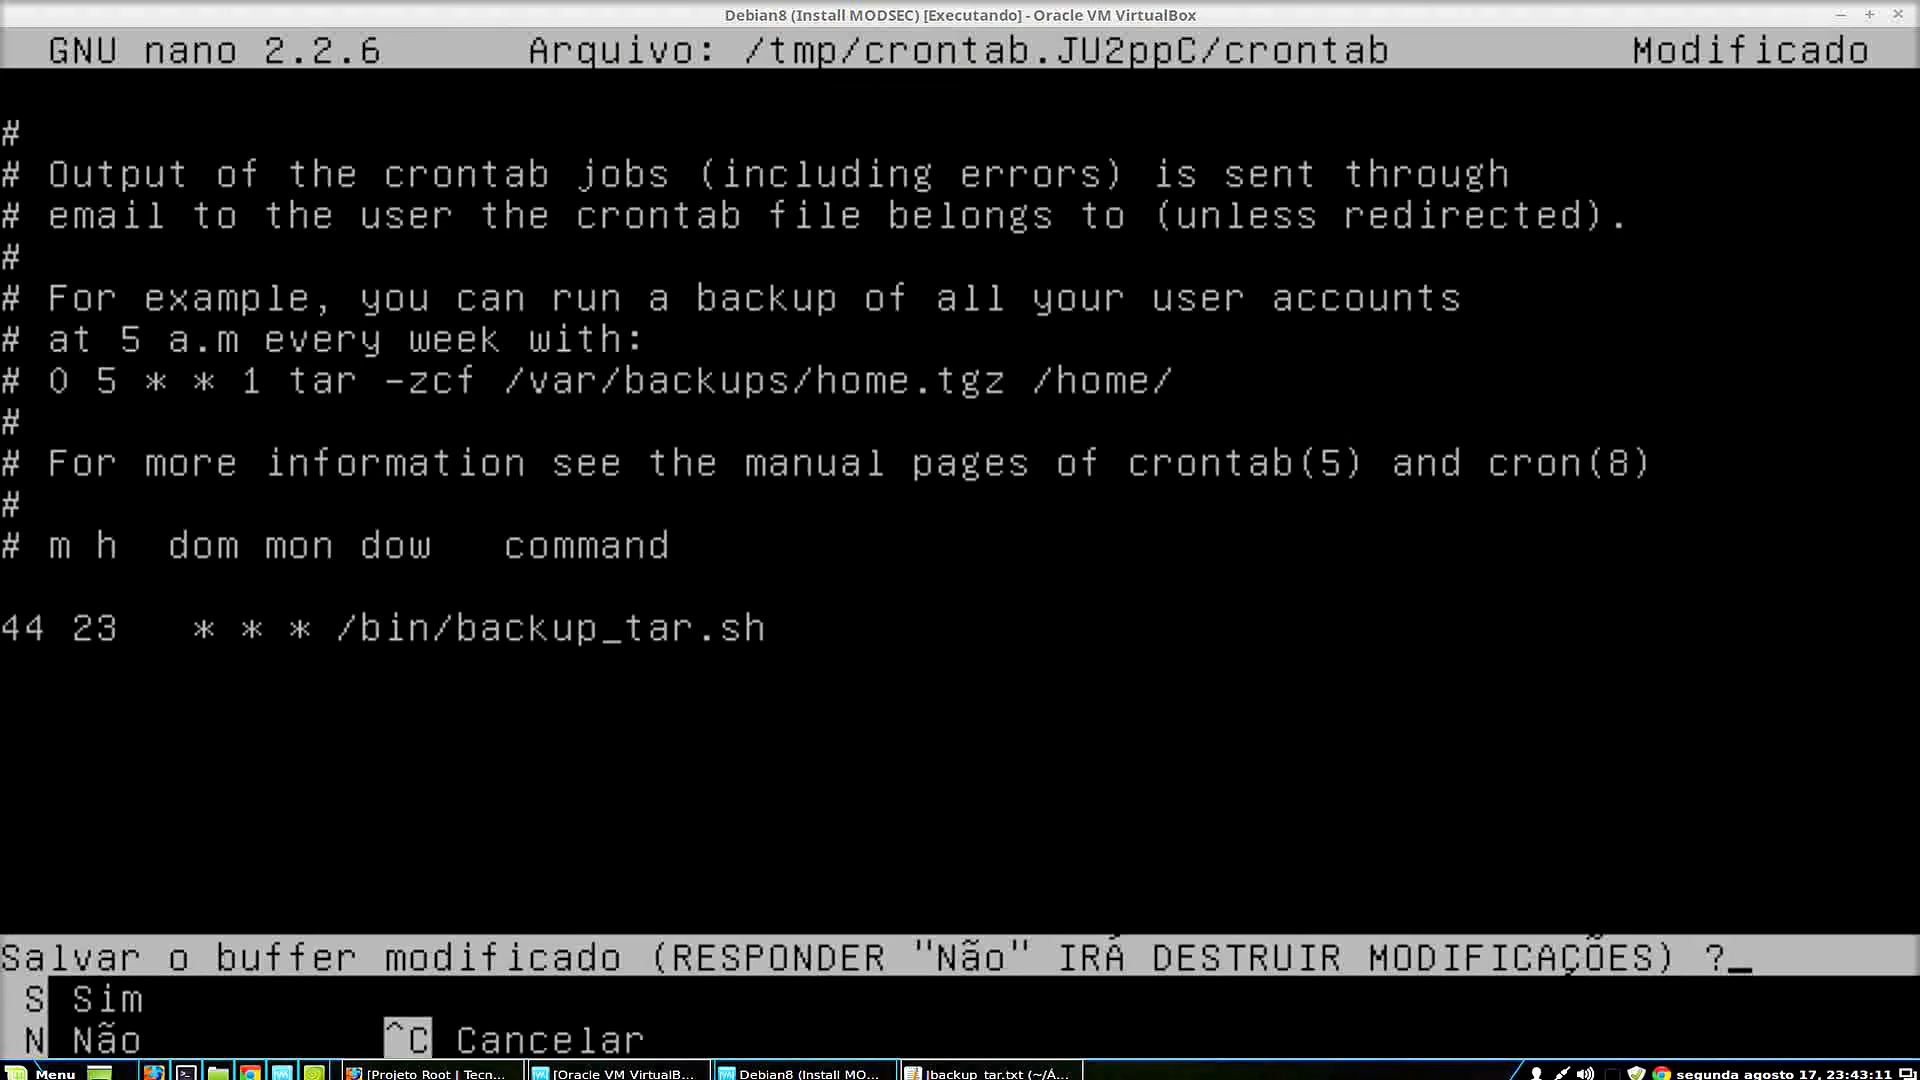 Debian8 (Install MODSEC) [Executando] - Oracle VM VirtualBox
GNU nano 2.2.6 Arquivo: /tmp/crontab.JU2ppC/crontab Modificado
#
# Output of the crontab jobs (including errors) is sent through
# email to the user the crontab file belongs to (unless redirected).
#
# For example, you can run a backup of all your user accounts
# at 5 a.m every week with:
# 0 5 * * 1 tar -zcf /var/backups/home.tgz /home/
#
# For more information see the manual pages of crontab(5) and cron(8)
#
# m h  dom mon dow   command
44 23   * * * /bin/backup_tar.sh
Salvar o buffer modificado (RESPONDER "Não" IRÁ DESTRUIR MODIFICAÇÕES) ?
S Sim
N Não ^C Cancelar
Menu [Projeto Root | Tecn... [Oracle VM VirtualB... Debian8 (Install MO... backup_tar.txt (~/Á... segunda agosto 17, 23:43:11